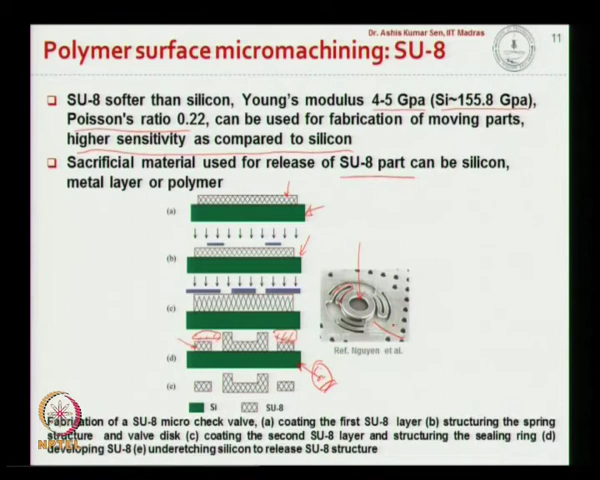 Dr. Ashis Kumar Sen, IIT Madras
11
Polymer surface micromachining: SU-8
SU-8 softer than silicon, Young's modulus 4-5 Gpa (Si~155.8 Gpa),
Poisson's ratio 0.22, can be used for fabrication of moving parts,
higher sensitivity as compared to silicon
Sacrificial material used for release of SU-8 part can be silicon,
metal layer or polymer
(a)
(b)
(c)
(d)
(e)
Ref. Nguyen et al.
Si
SU-8
Fabrication of a SU-8 micro check valve, (a) coating the first SU-8 layer (b) structuring the spring
structure and valve disk (c) coating the second SU-8 layer and structuring the sealing ring (d)
developing SU-8 (e) underetching silicon to release SU-8 structure
NPTEL